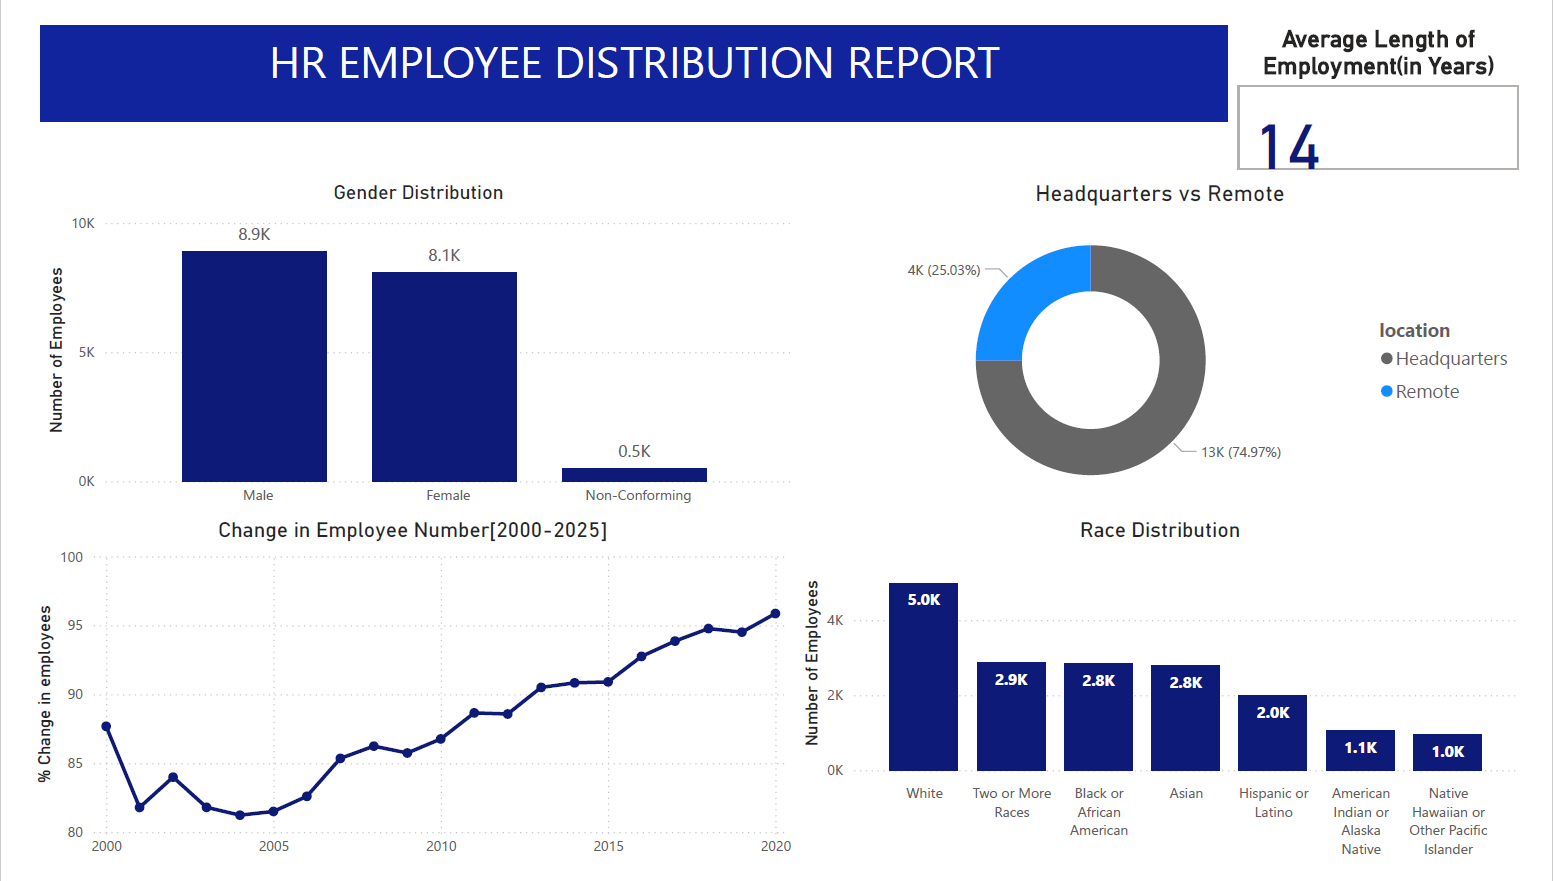 HR EMPLOYEE DISTRIBUTION REPORT
Average Length of
Employment(in Years)
14
Gender Distribution
Number of Employees
10K
5K
0K
8.9K
8.1K
0.5K
Male
Female
Non-Conforming
Headquarters vs Remote
4K (25.03%)
13K (74.97%)
location
Headquarters
Remote
Change in Employee Number[2000-2025]
% Change in employees
100
95
90
85
80
2000
2005
2010
2015
2020
Race Distribution
Number of Employees
4K
2K
0K
5.0K
2.9K
2.8K
2.8K
2.0K
1.1K
1.0K
White
Two or More
Races
Black or
African
American
Asian
Hispanic or
Latino
American
Indian or
Alaska
Native
Native
Hawaiian or
Other Pacific
Islander